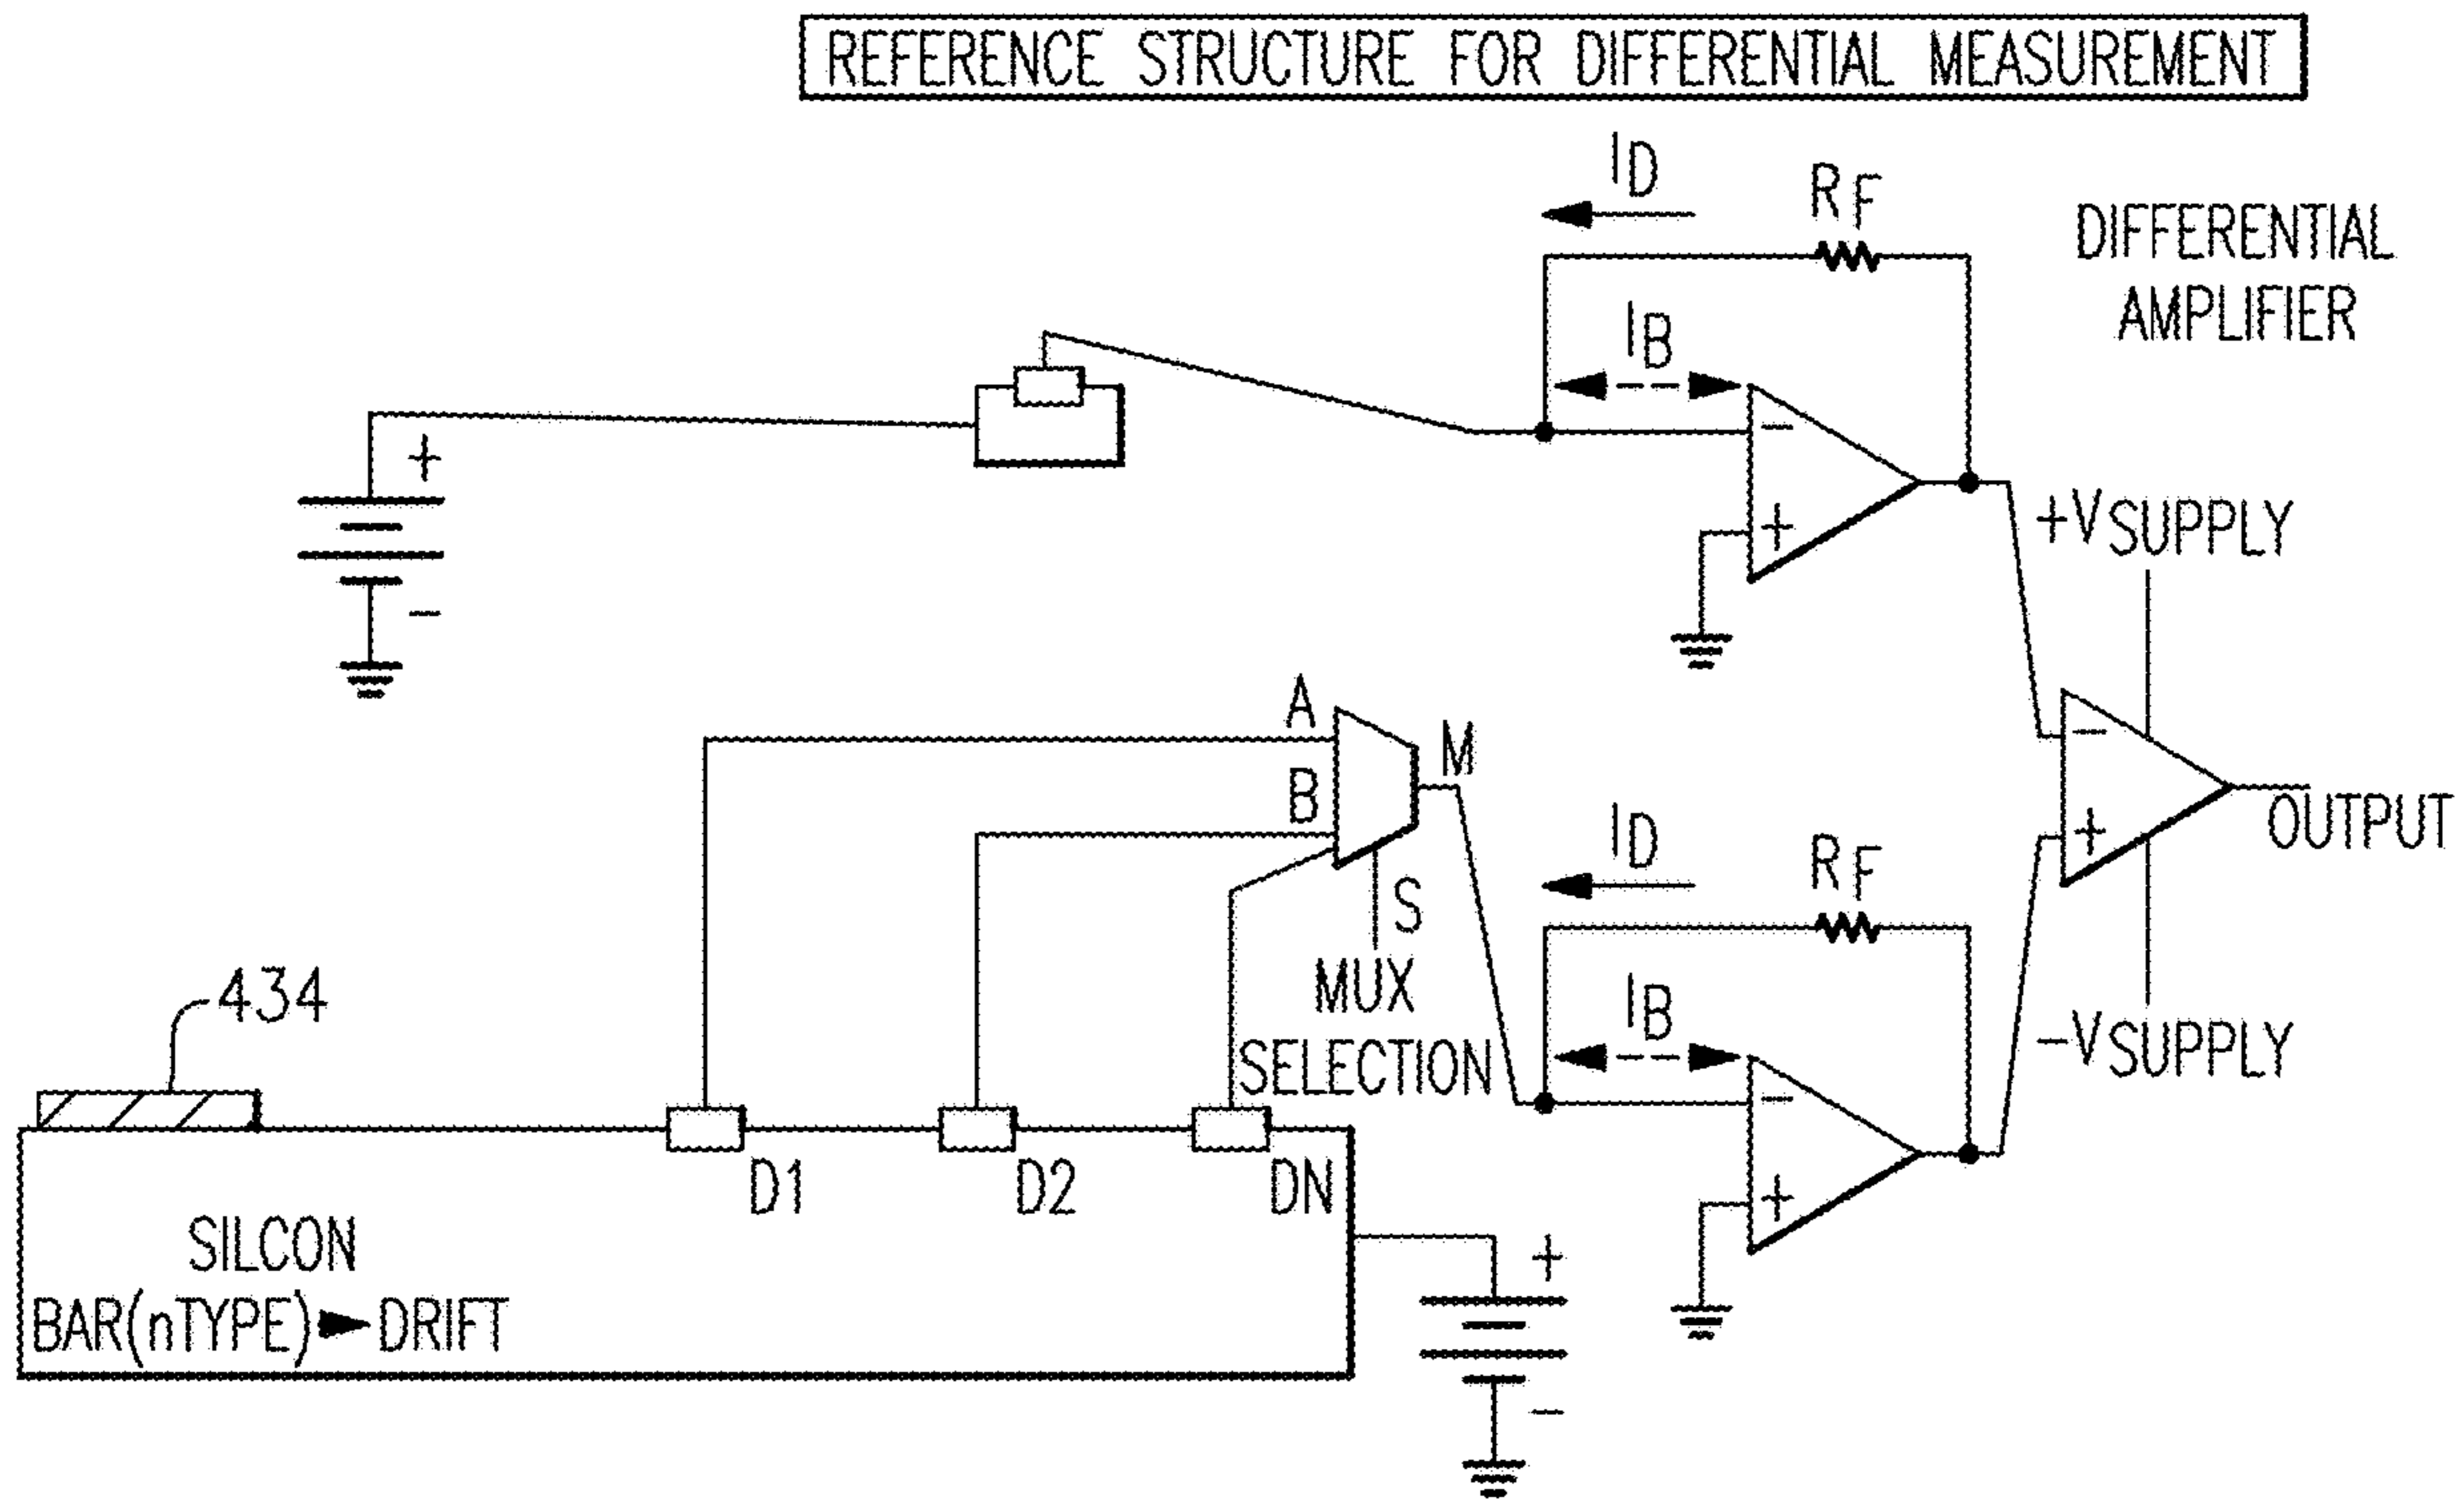 REFERENCE STRUCTURE FOR DIFFERENTIAL MEASUREMENT
ID
RF
DIFFERENTIAL
AMPLIFIER
IB
+
−
+
−
+VSUPPLY
A
M
B
−
+
OUTPUT
S
MUX
SELECTION
ID
RF
434
IB
−VSUPPLY
−
+
D1
D2
DN
SILCON
BAR(nTYPE)►DRIFT
+
−